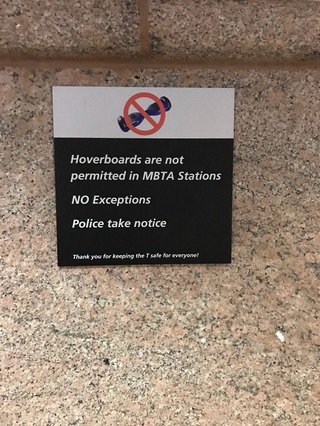 Hoverboards are not
permitted in MBTA Stations
NO Exceptions
Police take notice
Thank you for keeping the T safe for everyone!